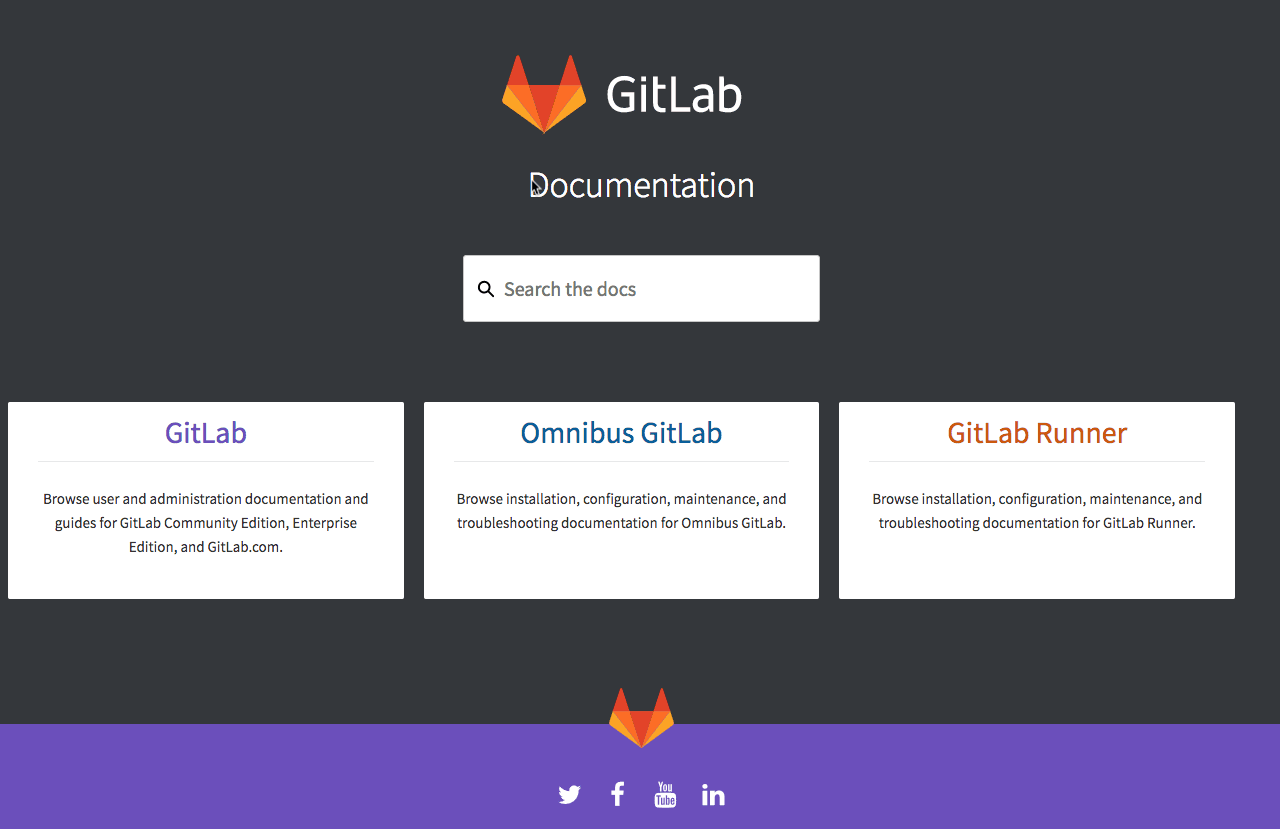 GitLab
Documentation
Search the docs
GitLab
Browse user and administration documentation and
guides for GitLab Community Edition, Enterprise
Edition, and GitLab.com.
Omnibus GitLab
Browse installation, configuration, maintenance, and
troubleshooting documentation for Omnibus GitLab.
GitLab Runner
Browse installation, configuration, maintenance, and
troubleshooting documentation for GitLab Runner.
You
Tube
in